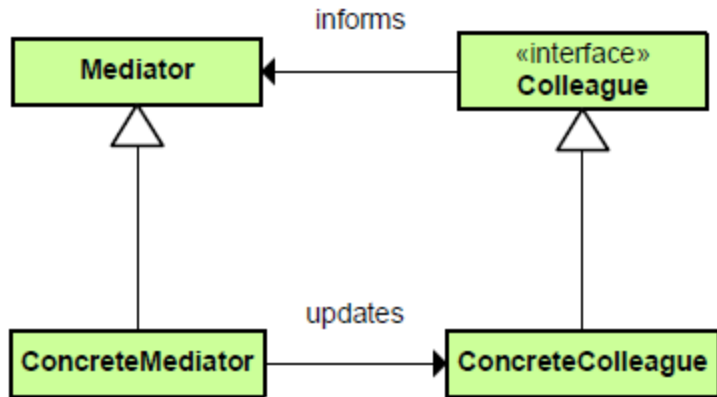 informs
Mediator
«interface»
Colleague
updates
ConcreteMediator
ConcreteColleague